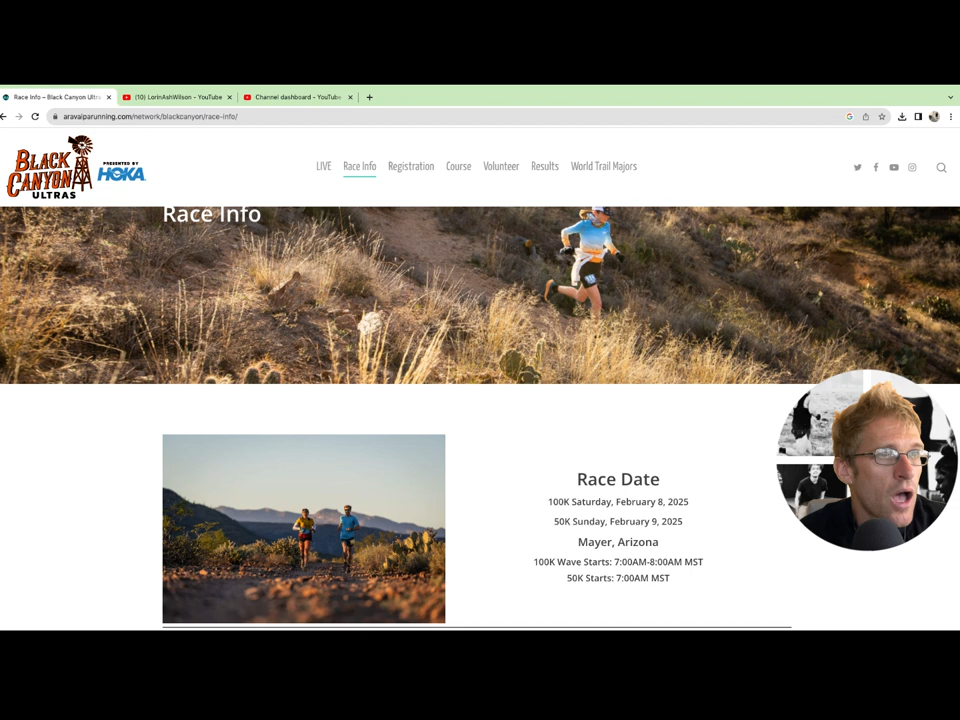 Race Info – Black Canyon Ultra
(10) LorinAshWilson - YouTube
Channel dashboard - YouTube
aravaiparunning.com/network/blackcanyon/race-info/
BLACK CANYON ULTRAS
PRESENTED BY
HOKA
LIVE
Race Info
Registration
Course
Volunteer
Results
World Trail Majors
Race Info
Race Date
100K Saturday, February 8, 2025
50K Sunday, February 9, 2025
Mayer, Arizona
100K Wave Starts: 7:00AM-8:00AM MST
50K Starts: 7:00AM MST